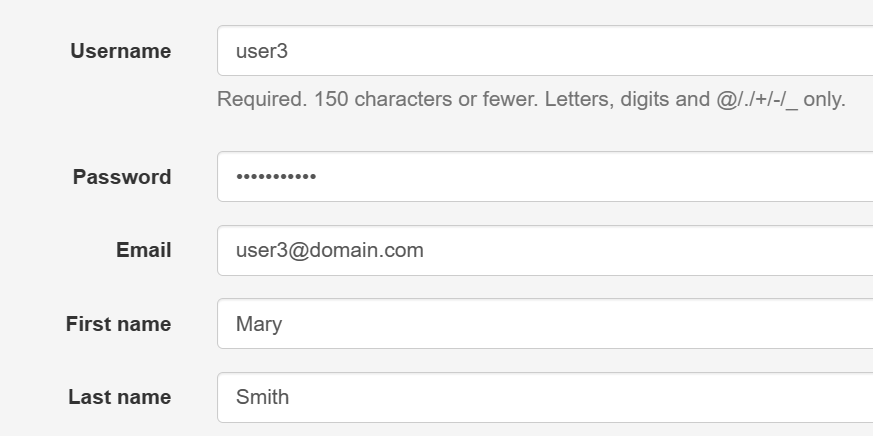 Username
user3
Required. 150 characters or fewer. Letters, digits and @/./+/-/_ only.
Password
•••••••••••
Email
user3@domain.com
First name
Mary
Last name
Smith